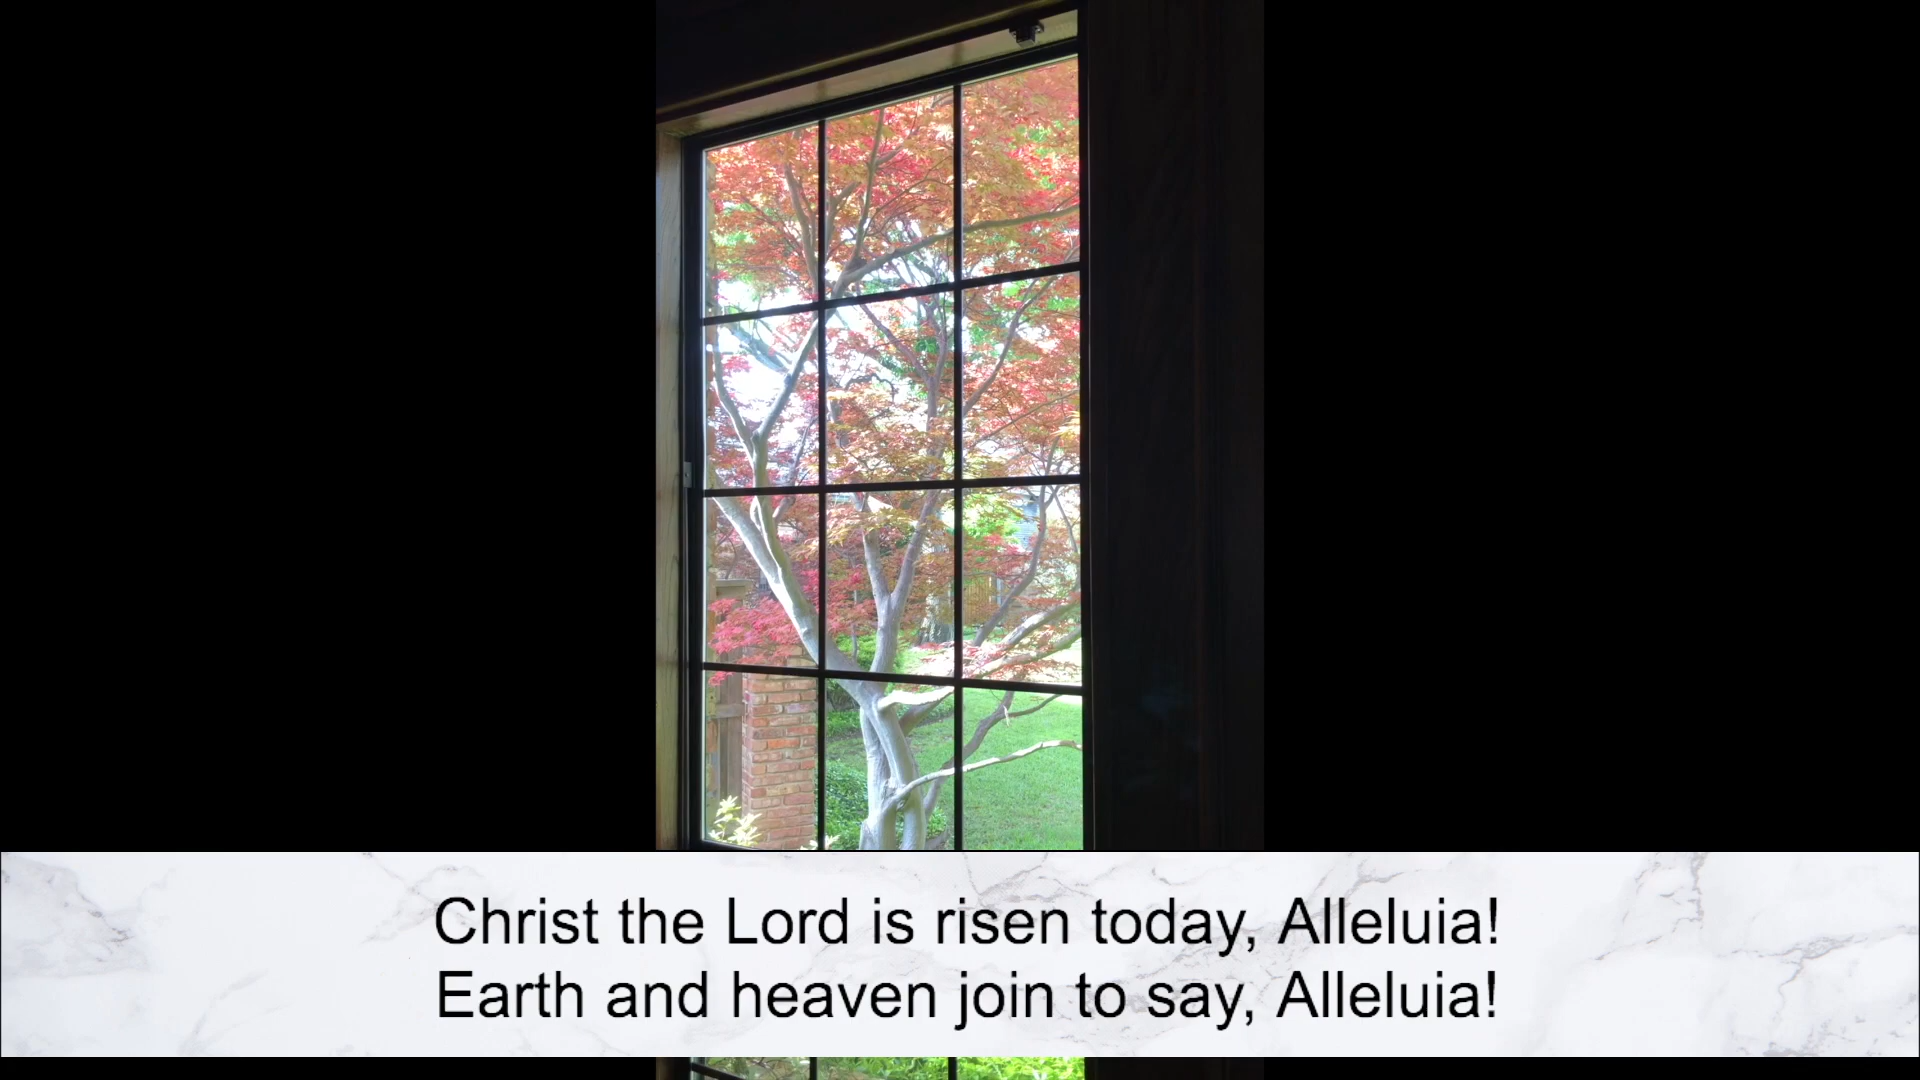 Christ the Lord is risen today, Alleluia!
Earth and heaven join to say, Alleluia!